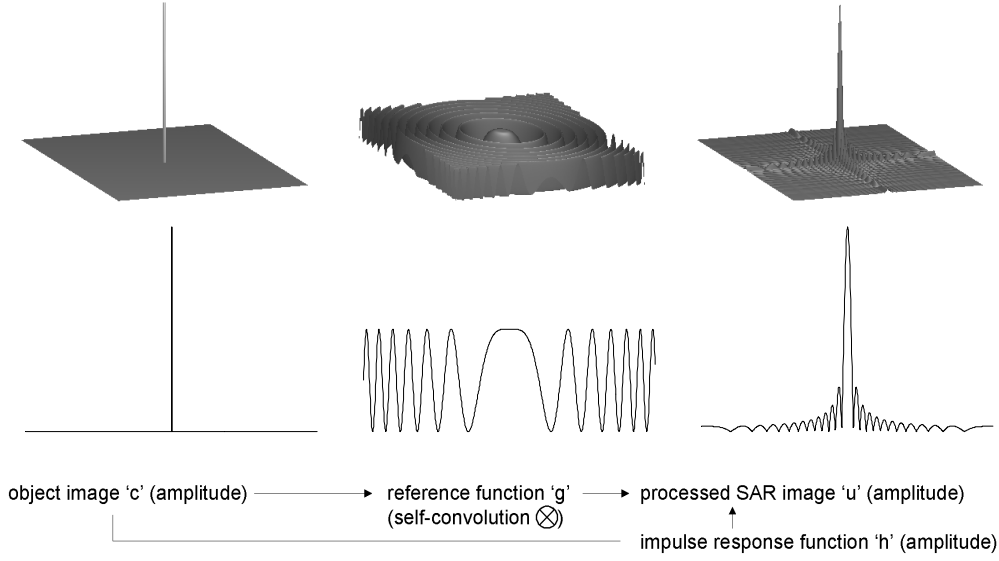 object image ‘c’ (amplitude)
reference function ‘g’
(self-convolution ⊗)
processed SAR image ‘u’ (amplitude)
impulse response function ‘h’ (amplitude)